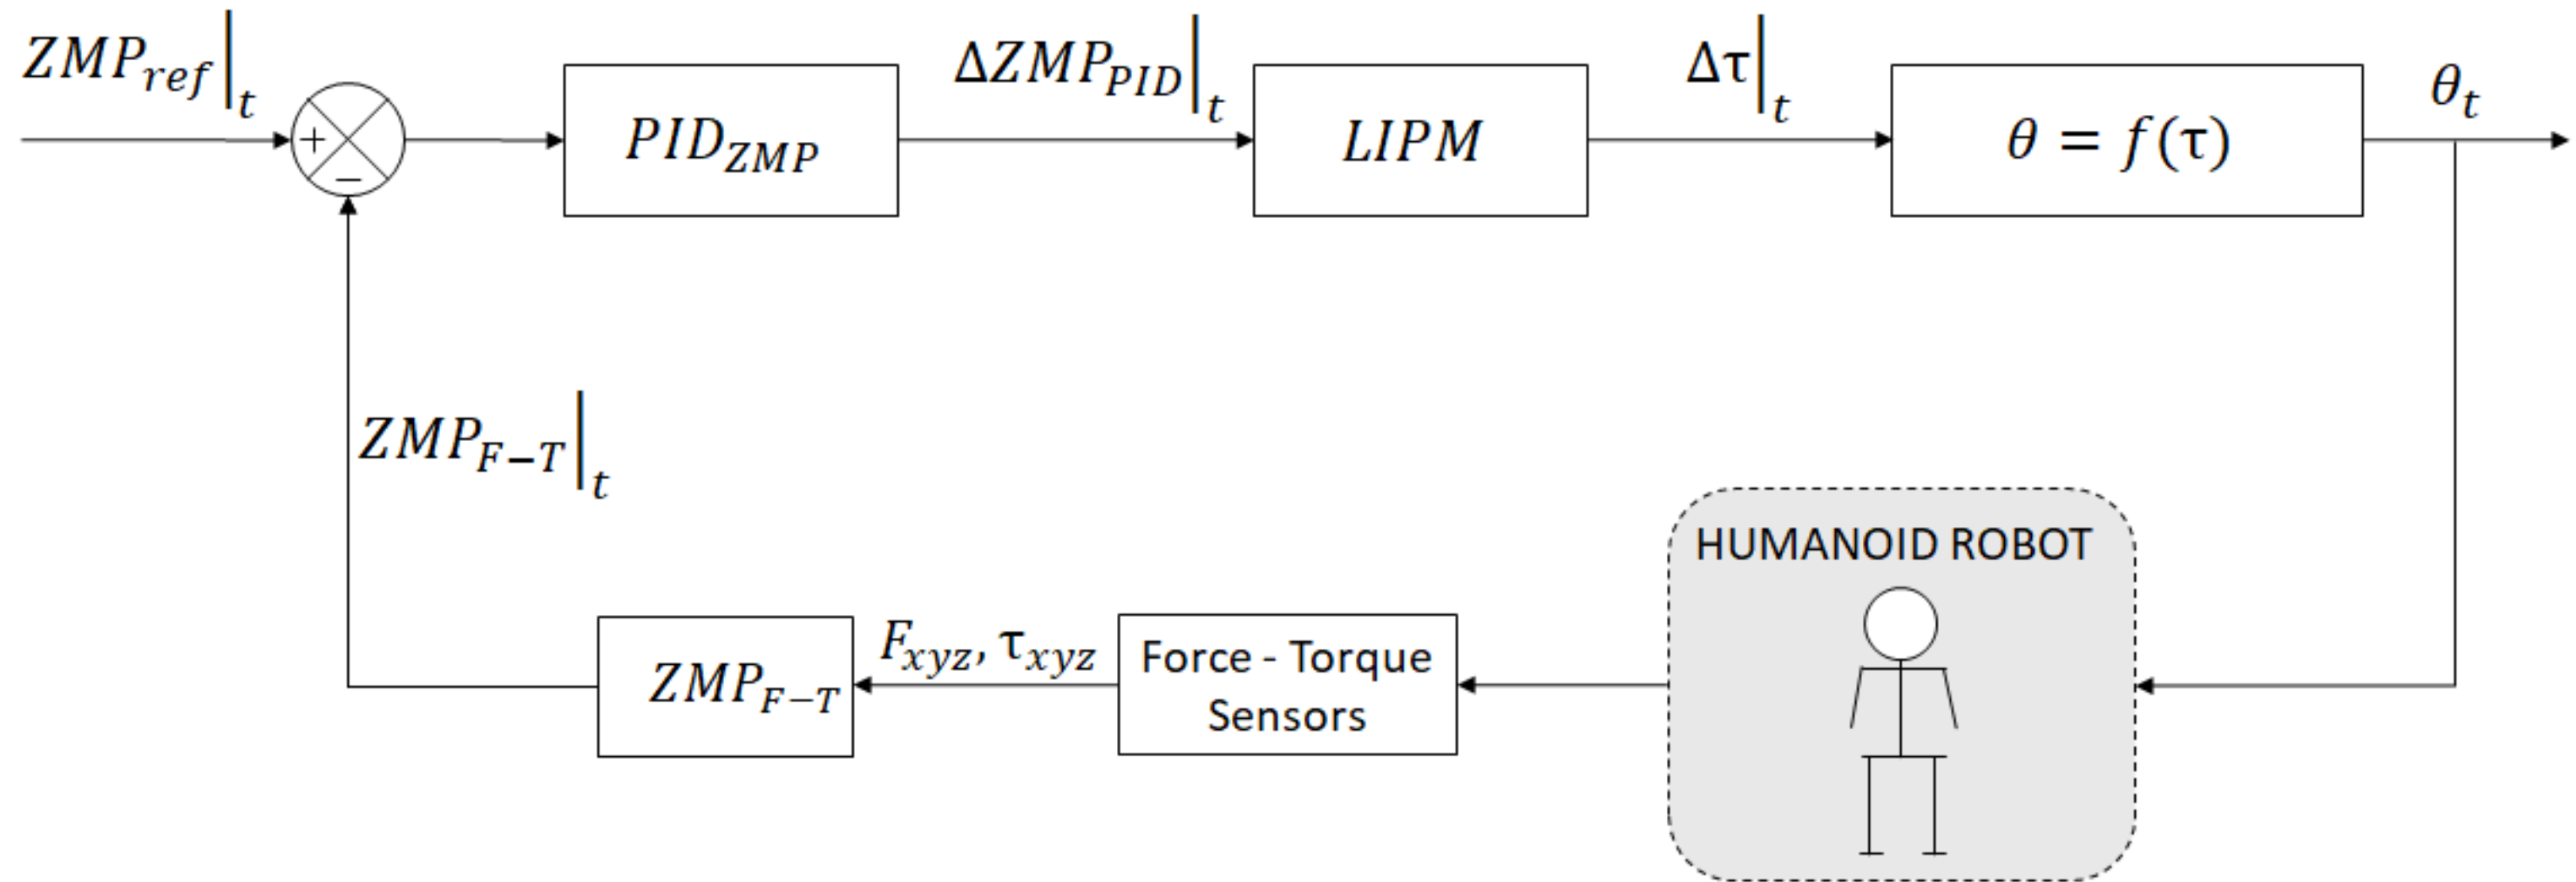 ZMP_ref|_t
ΔZMP_PID|_t
Δτ|_t
θ_t
+
−
PID_ZMP
LIPM
θ = f(τ)
ZMP_F−T|_t
HUMANOID ROBOT
ZMP_F−T
F_xyz, τ_xyz
Force - Torque
Sensors